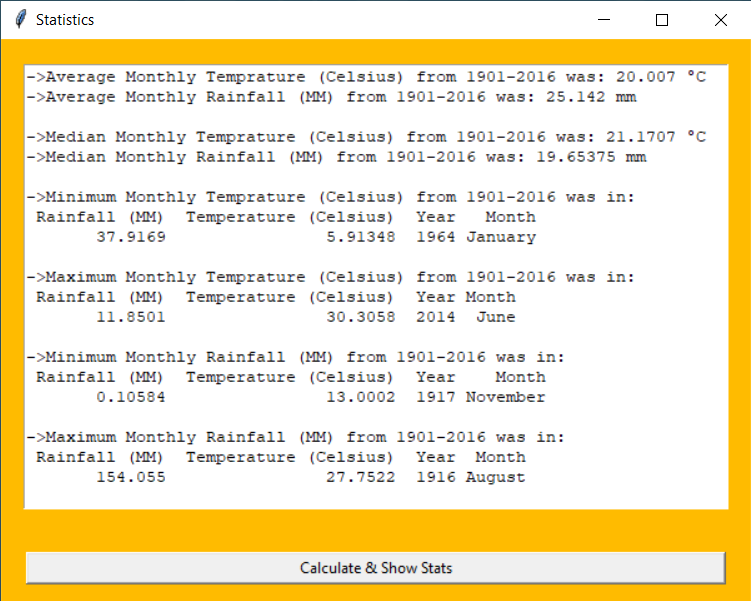 Statistics
->Average Monthly Temprature (Celsius) from 1901-2016 was: 20.007 °C
->Average Monthly Rainfall (MM) from 1901-2016 was: 25.142 mm
->Median Monthly Temprature (Celsius) from 1901-2016 was: 21.1707 °C
->Median Monthly Rainfall (MM) from 1901-2016 was: 19.65375 mm
->Minimum Monthly Temprature (Celsius) from 1901-2016 was in:
Rainfall (MM)  Temperature (Celsius)  Year   Month
37.9169                5.91348  1964 January
->Maximum Monthly Temprature (Celsius) from 1901-2016 was in:
Rainfall (MM)  Temperature (Celsius)  Year Month
11.8501                30.3058  2014  June
->Minimum Monthly Rainfall (MM) from 1901-2016 was in:
Rainfall (MM)  Temperature (Celsius)  Year    Month
0.10584                13.0002  1917 November
->Maximum Monthly Rainfall (MM) from 1901-2016 was in:
Rainfall (MM)  Temperature (Celsius)  Year  Month
154.055                27.7522  1916 August
Calculate & Show Stats